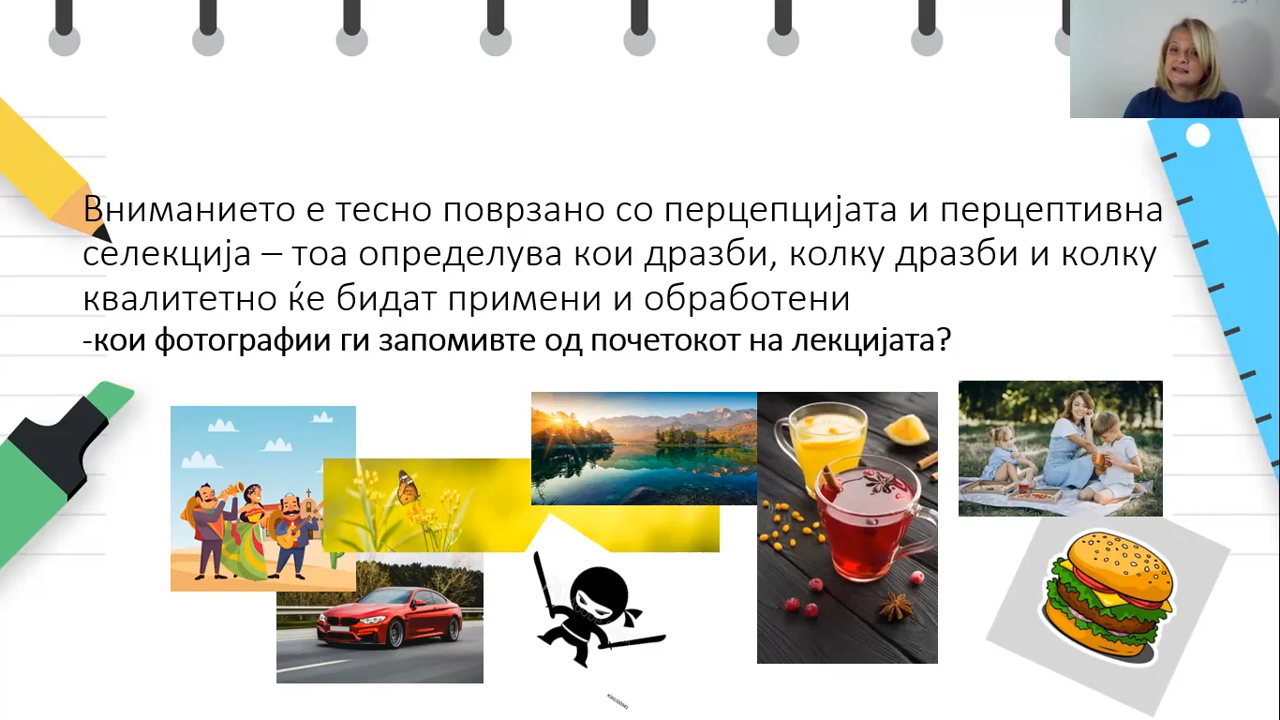 Вниманието е тесно поврзано со перцепцијата и перцептивна
селекција – тоа определува кои дразби, колку дразби и колку
квалитетно ќе бидат примени и обработени
-кои фотографии ги запомивте од почетокот на лекцијата?